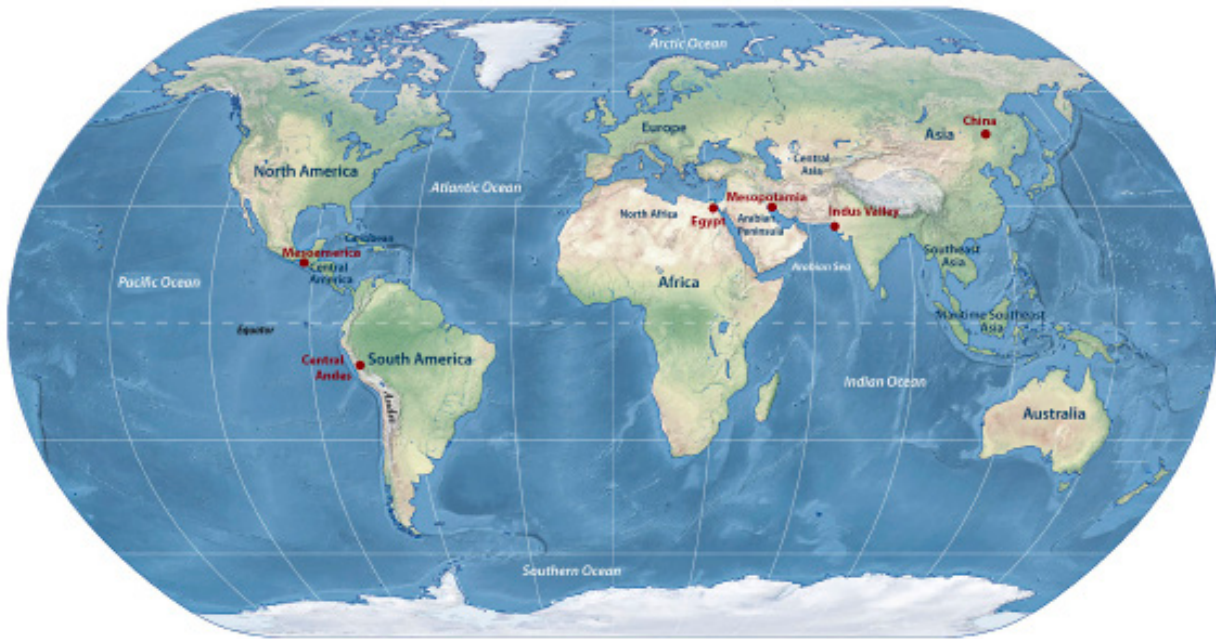 Arctic Ocean
China
Europe
Asia
Central
Asia
North America
Atlantic Ocean
Mesopotamia
North Africa
Egypt
Arabian
Peninsula
Indus Valley
Caribbean
Mesoamerica
Central
America
Southeast
Asia
Arabian Sea
Pacific Ocean
Africa
Maritime Southeast
Asia
Equator
Central
Andes
South America
Andes
Indian Ocean
Australia
Southern Ocean